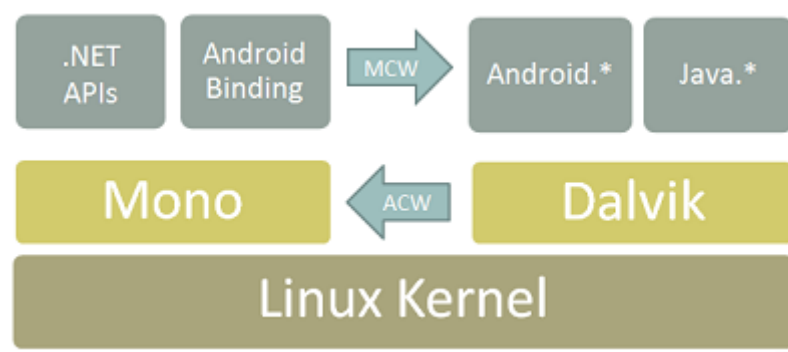 .NET
APIs
Android
Binding
MCW
Android.*
Java.*
Mono
ACW
Dalvik
Linux Kernel